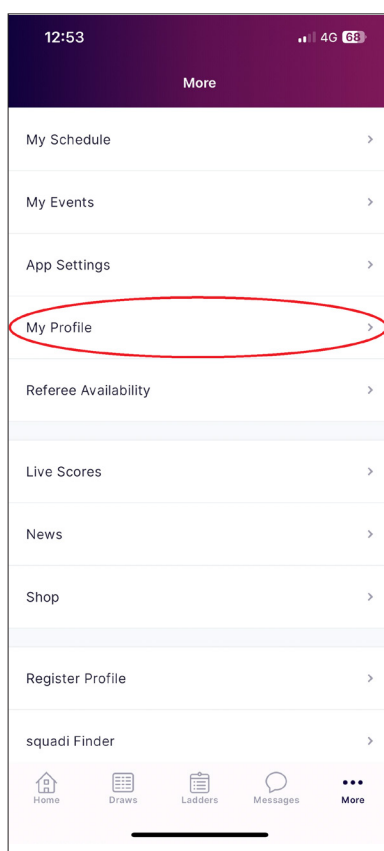 12:53 4G 68
More
My Schedule
My Events
App Settings
My Profile
Referee Availability
Live Scores
News
Shop
Register Profile
squadi Finder
Home Draws Ladders Messages More